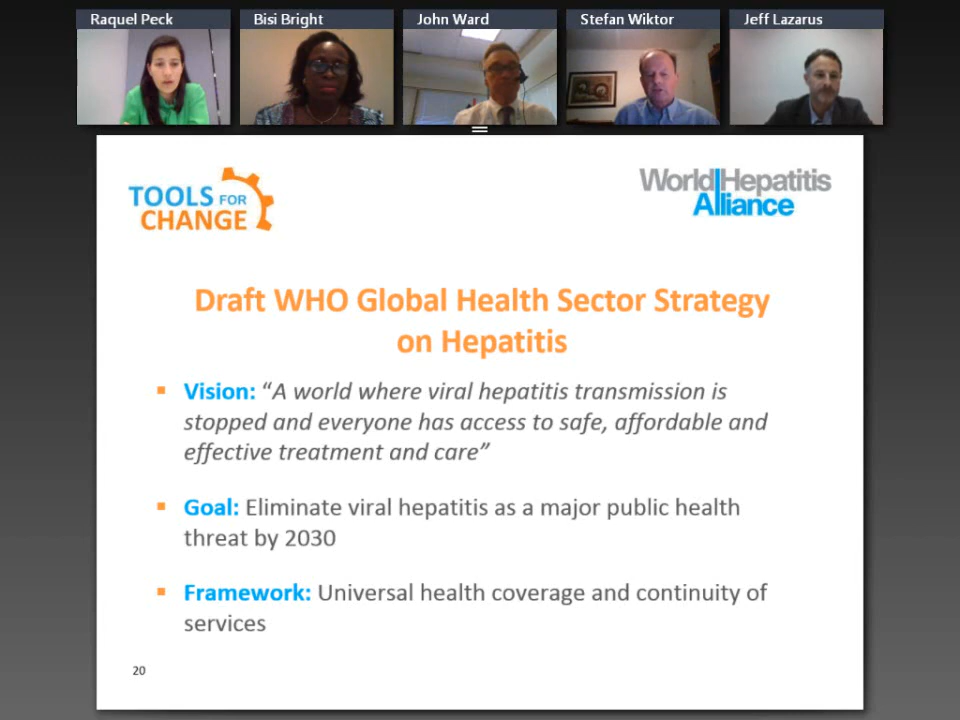 Raquel Peck
Bisi Bright
John Ward
Stefan Wiktor
Jeff Lazarus
TOOLS FOR
CHANGE
World Hepatitis
Alliance
Draft WHO Global Health Sector Strategy
on Hepatitis
▪ Vision: “A world where viral hepatitis transmission is
stopped and everyone has access to safe, affordable and
effective treatment and care”
▪ Goal: Eliminate viral hepatitis as a major public health
threat by 2030
▪ Framework: Universal health coverage and continuity of
services
20